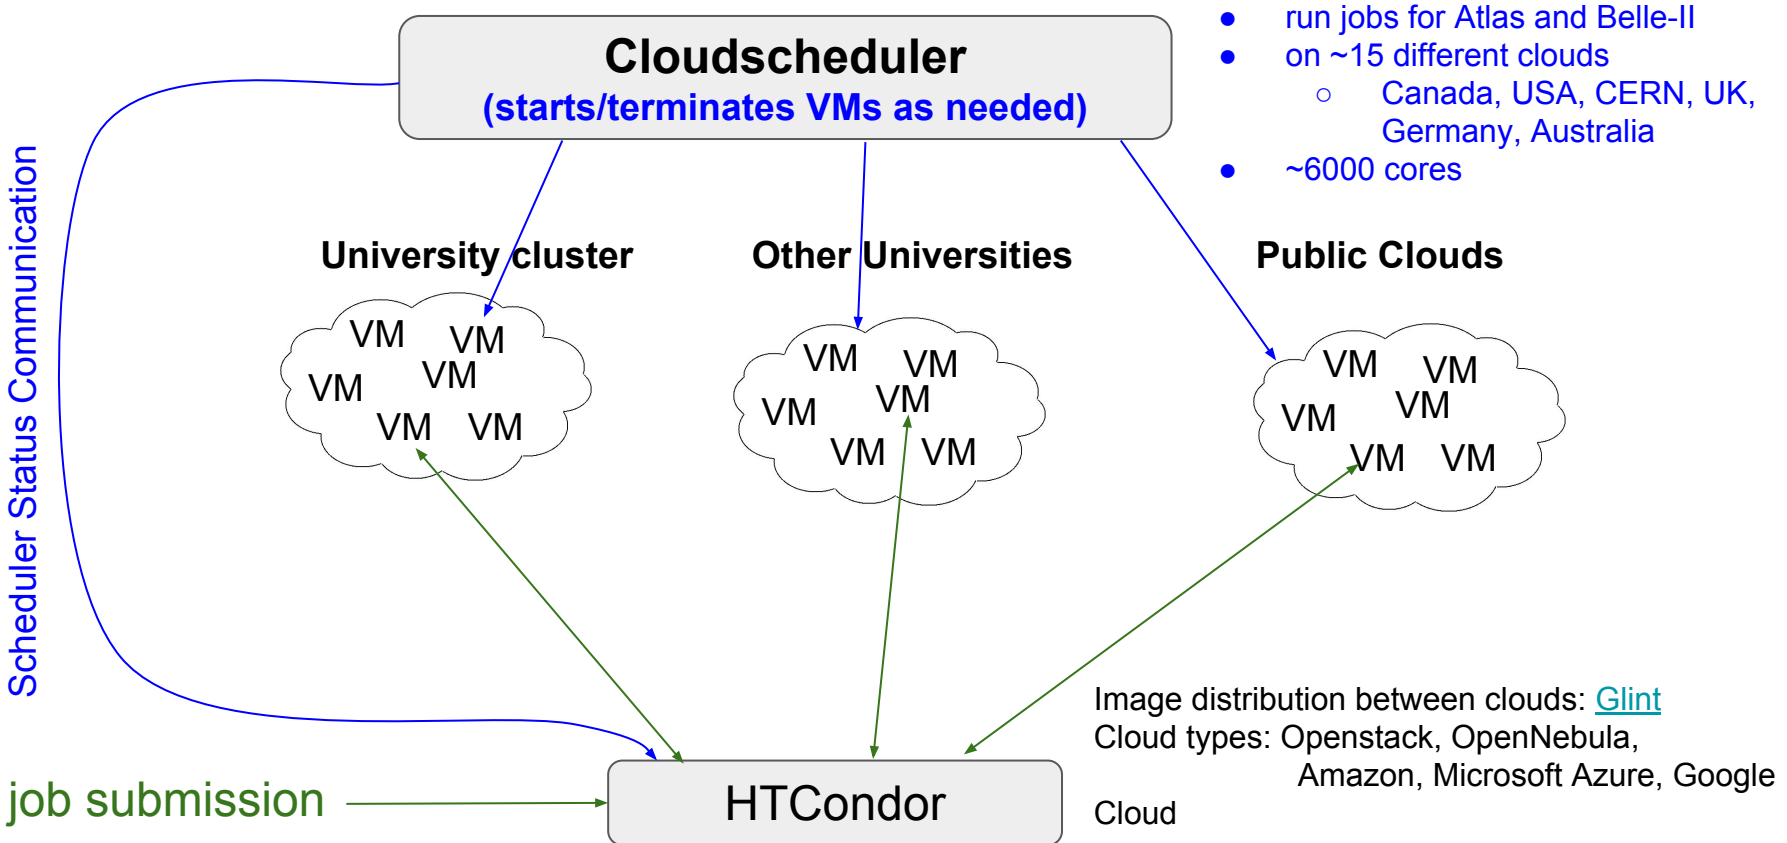 Cloudscheduler
(starts/terminates VMs as needed)
● run jobs for Atlas and Belle-II
● on ~15 different clouds
○ Canada, USA, CERN, UK,
Germany, Australia
● ~6000 cores
Scheduler Status Communication
University cluster
Other Universities
Public Clouds
VM VM
VM VM
VM VM
VM VM
VM VM
VM VM
VM VM
VM VM
VM VM
Image distribution between clouds: Glint
Cloud types: Openstack, OpenNebula,
Amazon, Microsoft Azure, Google
Cloud
job submission
HTCondor